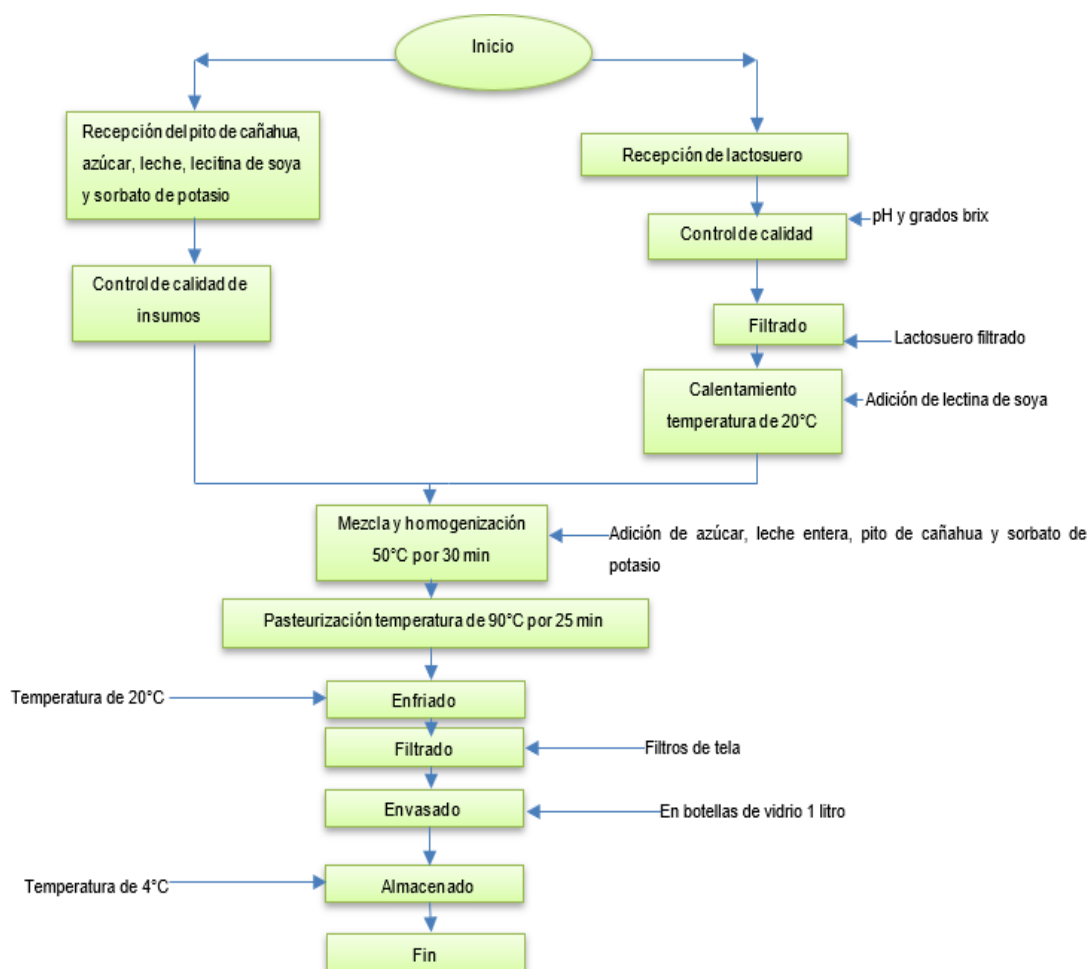 Inicio
Recepción del pito de cañahua,
azúcar, leche, lecitina de soya
y sorbato de potasio
Recepción de lactosuero
Control de calidad
pH y grados brix
Control de calidad de
insumos
Filtrado
Lactosuero filtrado
Calentamiento
temperatura de 20°C
Adición de lectina de soya
Mezcla y homogenización
50°C por 30 min
Adición de azúcar, leche entera, pito de cañahua y sorbato de
potasio
Pasteurización temperatura de 90°C por 25 min
Temperatura de 20°C
Enfriado
Filtrado
Filtros de tela
Envasado
En botellas de vidrio 1 litro
Temperatura de 4°C
Almacenado
Fin